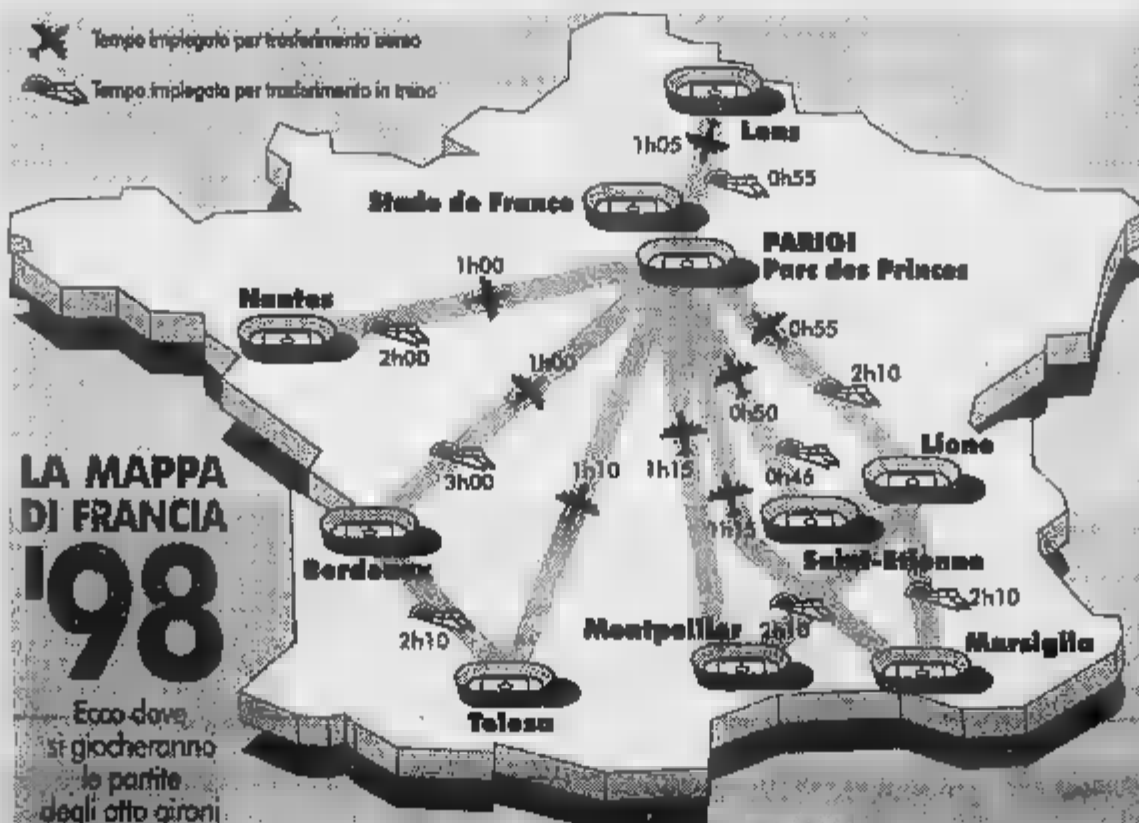 Tempo impiegato per trasferimento aereo
Tempo impiegato per trasferimento in treno
Lens
1h05
0h55
Stade de France
PARIGI
Parc des Princes
1h00
Nantes
2h00
0h55
1h00
2h10
0h50
1h10
1h15
0h46
Lione
3h00
1h15
LA MAPPA
DI FRANCIA
'98
Saint-Etienne
Bordeaux
2h10
Montpellier
2h10
2h10
Marsiglia
Tolosa
Ecco dove
si giocheranno
le partite
degli otto gironi